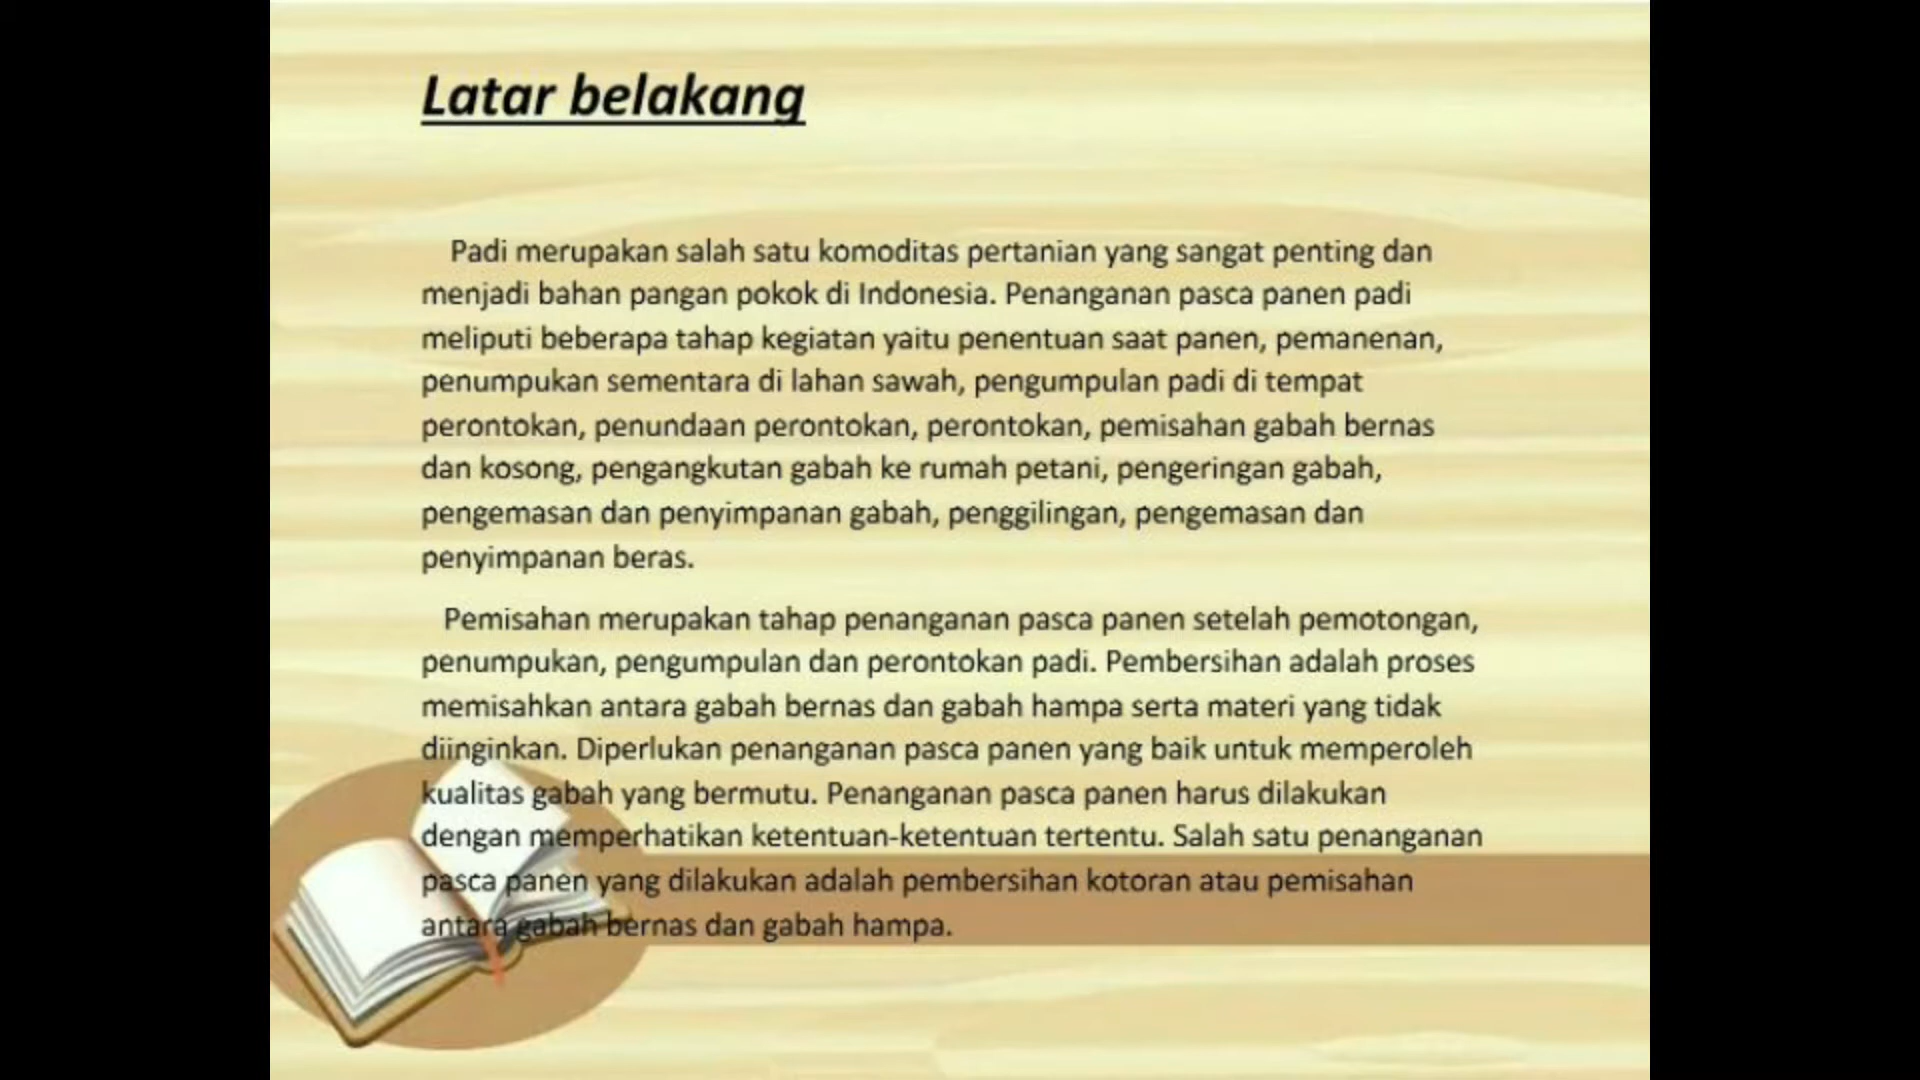 Latar belakang
Padi merupakan salah satu komoditas pertanian yang sangat penting dan
menjadi bahan pangan pokok di Indonesia. Penanganan pasca panen padi
meliputi beberapa tahap kegiatan yaitu penentuan saat panen, pemanenan,
penumpukan sementara di lahan sawah, pengumpulan padi di tempat
perontokan, penundaan perontokan, perontokan, pemisahan gabah bernas
dan kosong, pengangkutan gabah ke rumah petani, pengeringan gabah,
pengemasan dan penyimpanan gabah, penggilingan, pengemasan dan
penyimpanan beras.
Pemisahan merupakan tahap penanganan pasca panen setelah pemotongan,
penumpukan, pengumpulan dan perontokan padi. Pembersihan adalah proses
memisahkan antara gabah bernas dan gabah hampa serta materi yang tidak
diinginkan. Diperlukan penanganan pasca panen yang baik untuk memperoleh
kualitas gabah yang bermutu. Penanganan pasca panen harus dilakukan
dengan memperhatikan ketentuan-ketentuan tertentu. Salah satu penanganan
pasca panen yang dilakukan adalah pembersihan kotoran atau pemisahan
antara gabah bernas dan gabah hampa.